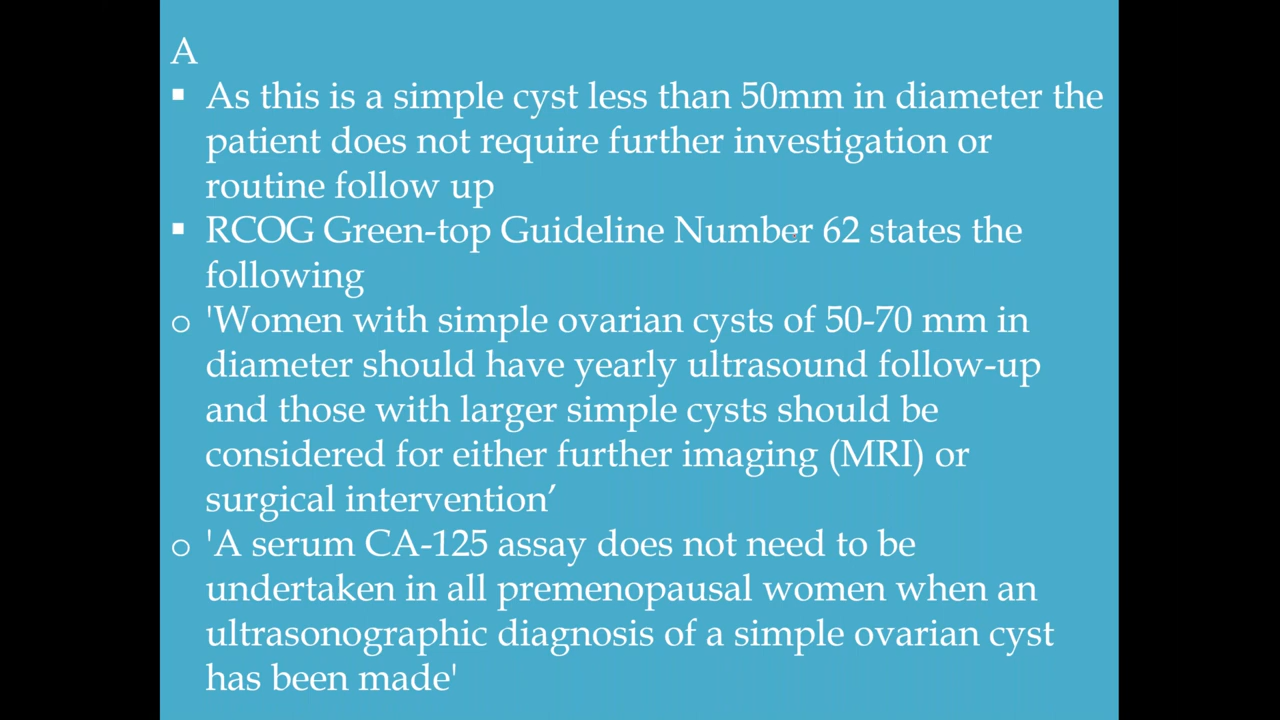 A
▪ As this is a simple cyst less than 50mm in diameter the
patient does not require further investigation or
routine follow up
▪ RCOG Green-top Guideline Number 62 states the
following
o 'Women with simple ovarian cysts of 50-70 mm in
diameter should have yearly ultrasound follow-up
and those with larger simple cysts should be
considered for either further imaging (MRI) or
surgical intervention’
o 'A serum CA-125 assay does not need to be
undertaken in all premenopausal women when an
ultrasonographic diagnosis of a simple ovarian cyst
has been made'